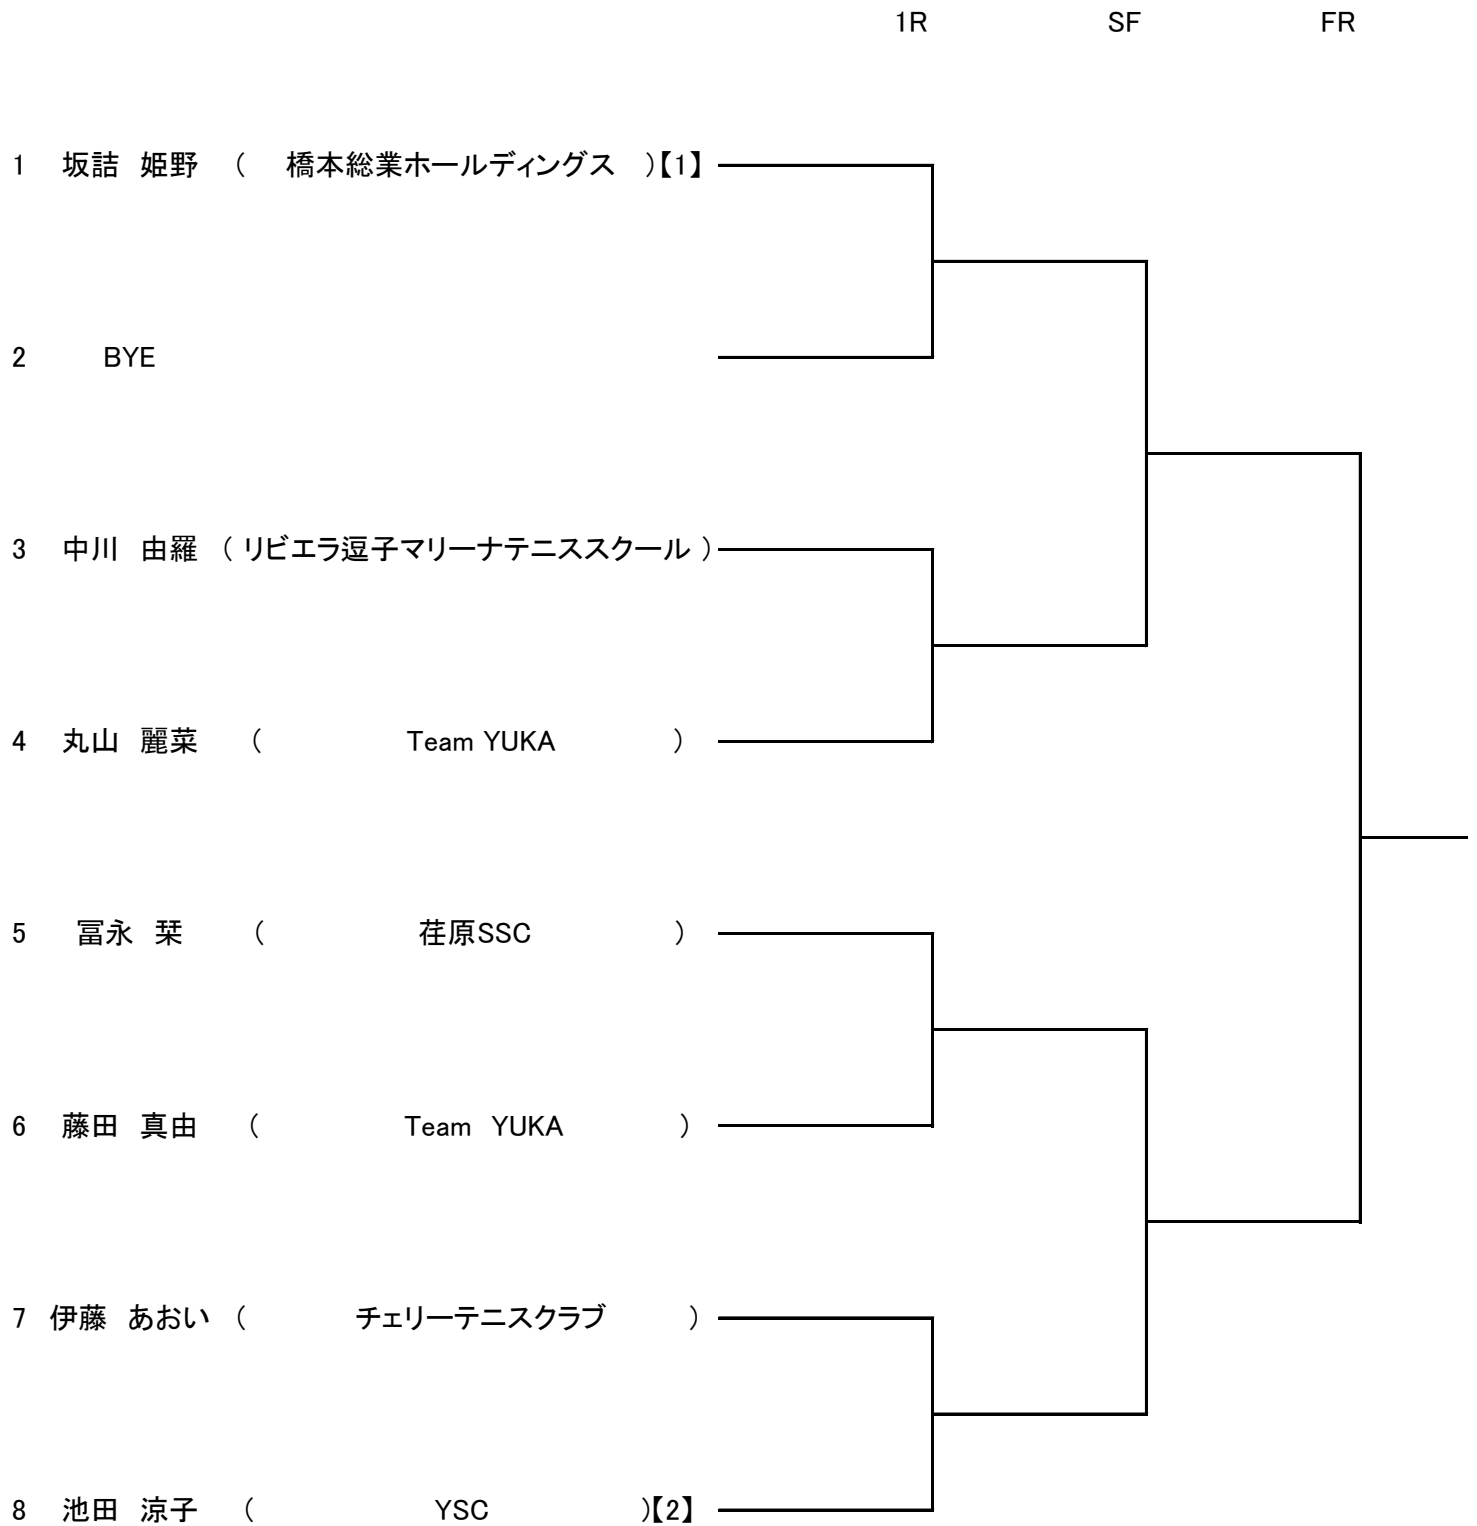 1R SF FR
1 坂詰 姫野 ( 橋本総業ホールディングス )【1】
2 BYE
3 中川 由羅 ( リビエラ逗子マリーナテニススクール )
4 丸山 麗菜 ( Team YUKA )
5 冨永 栞 ( 荏原SSC )
6 藤田 真由 ( Team YUKA )
7 伊藤 あおい ( チェリーテニスクラブ )
8 池田 涼子 ( YSC )【2】